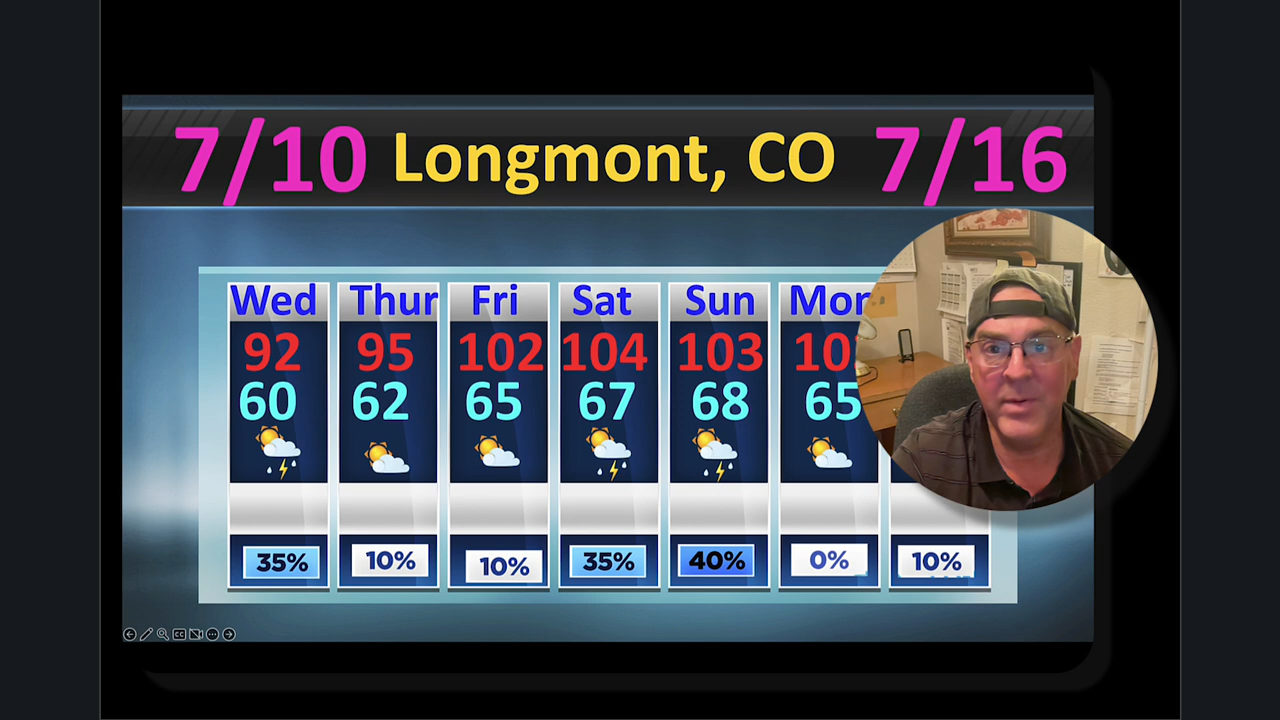 7/10 Longmont, CO 7/16
Wed Thur Fri Sat Sun
92 95 102 104 103
60 62 65 67 68 65
35% 10% 10% 35% 40% 0% 10%